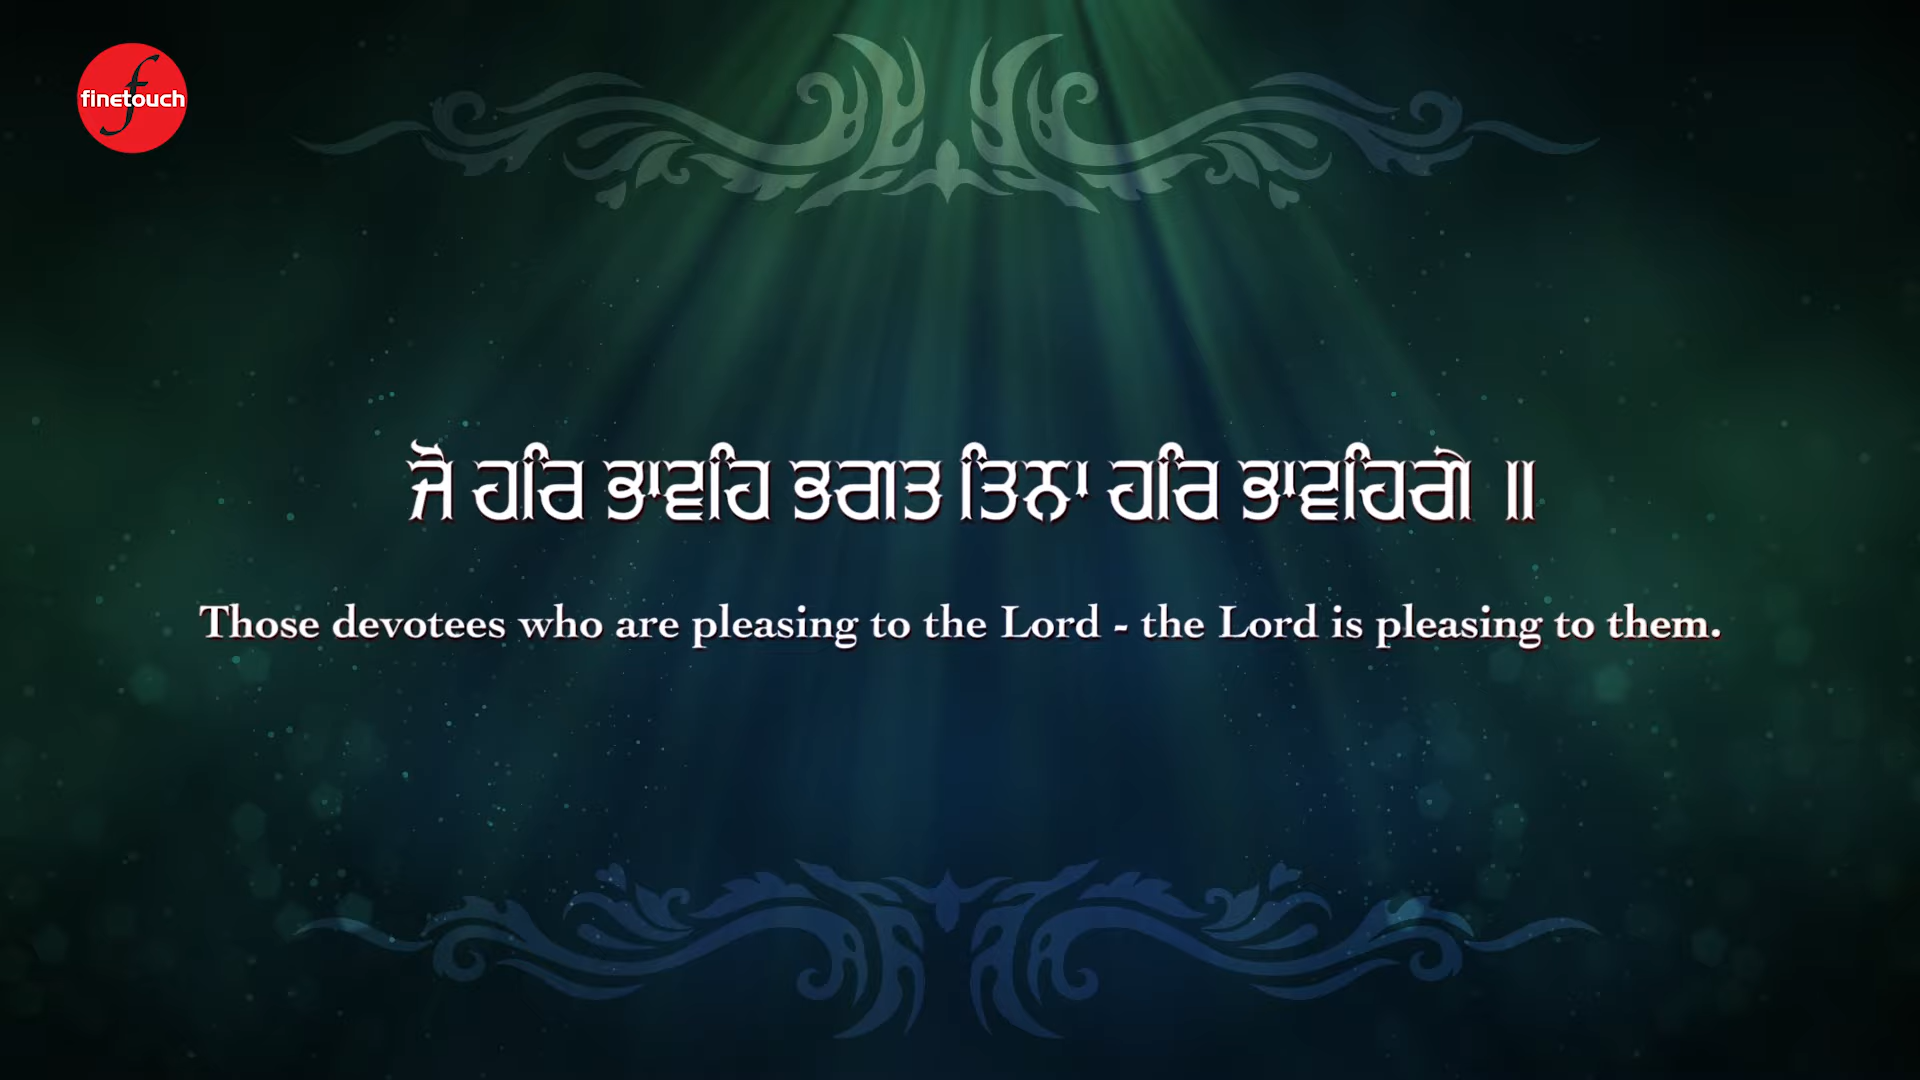 finetouch
ਜੋ ਹਰਿ ਭਾਵਹਿ ਭਗਤ ਤਿਨਾ ਹਰਿ ਭਾਵਹਿਗੇ ॥
Those devotees who are pleasing to the Lord - the Lord is pleasing to them.